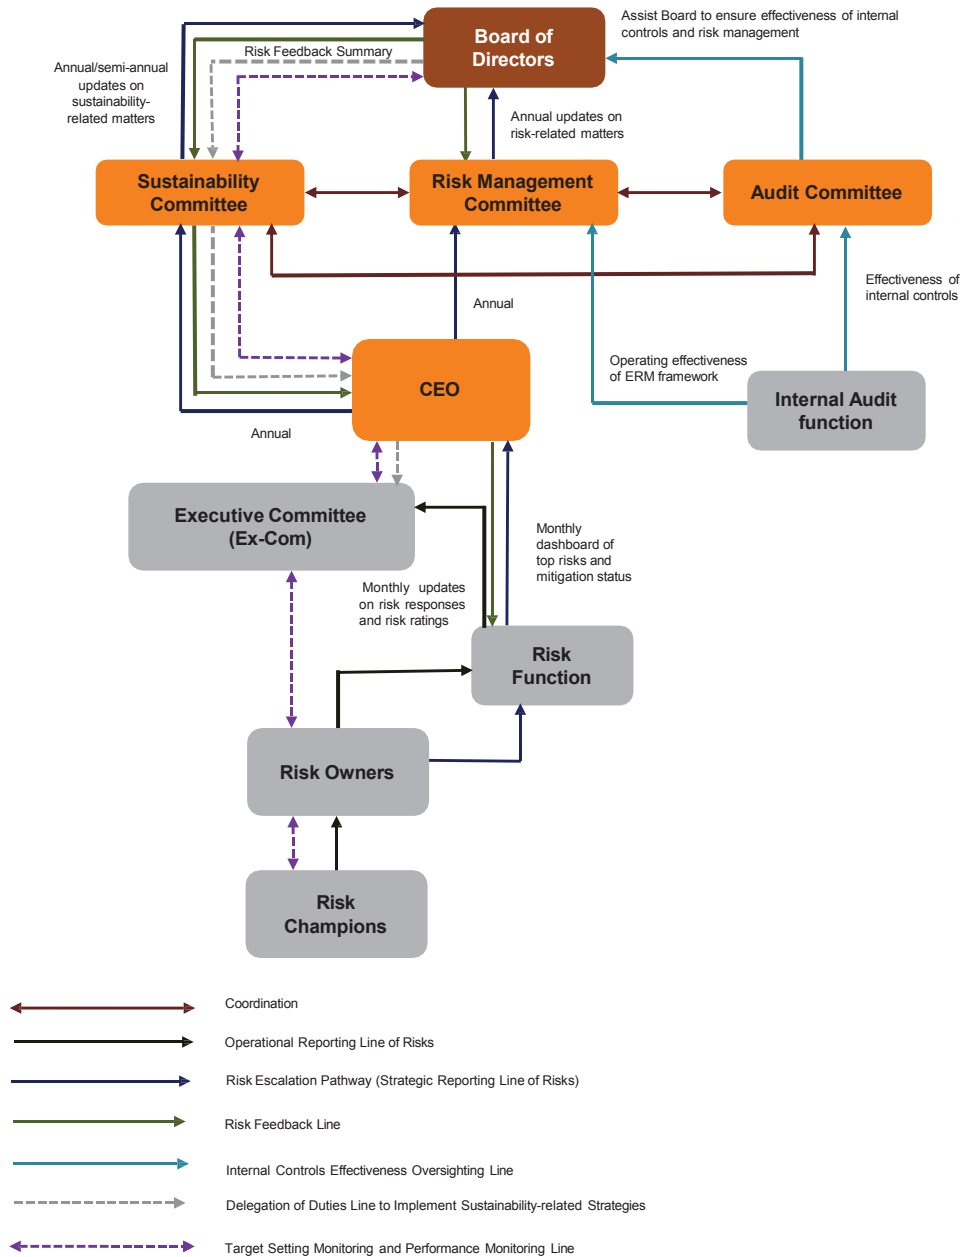 Assist Board to ensure effectiveness of internal
controls and risk management
Board of
Directors
Risk Feedback Summary
Annual/semi-annual
updates on
sustainability-
related matters
Annual updates on
risk-related matters
Sustainability
Committee
Risk Management
Committee
Audit Committee
Effectiveness of
internal controls
Annual
Operating effectiveness
of ERM framework
CEO
Internal Audit
function
Annual
Executive Committee
(Ex-Com)
Monthly
dashboard of
top risks and
mitigation status
Monthly updates
on risk responses
and risk ratings
Risk
Function
Risk Owners
Risk
Champions
Coordination
Operational Reporting Line of Risks
Risk Escalation Pathway (Strategic Reporting Line of Risks)
Risk Feedback Line
Internal Controls Effectiveness Oversighting Line
Delegation of Duties Line to Implement Sustainability-related Strategies
Target Setting Monitoring and Performance Monitoring Line